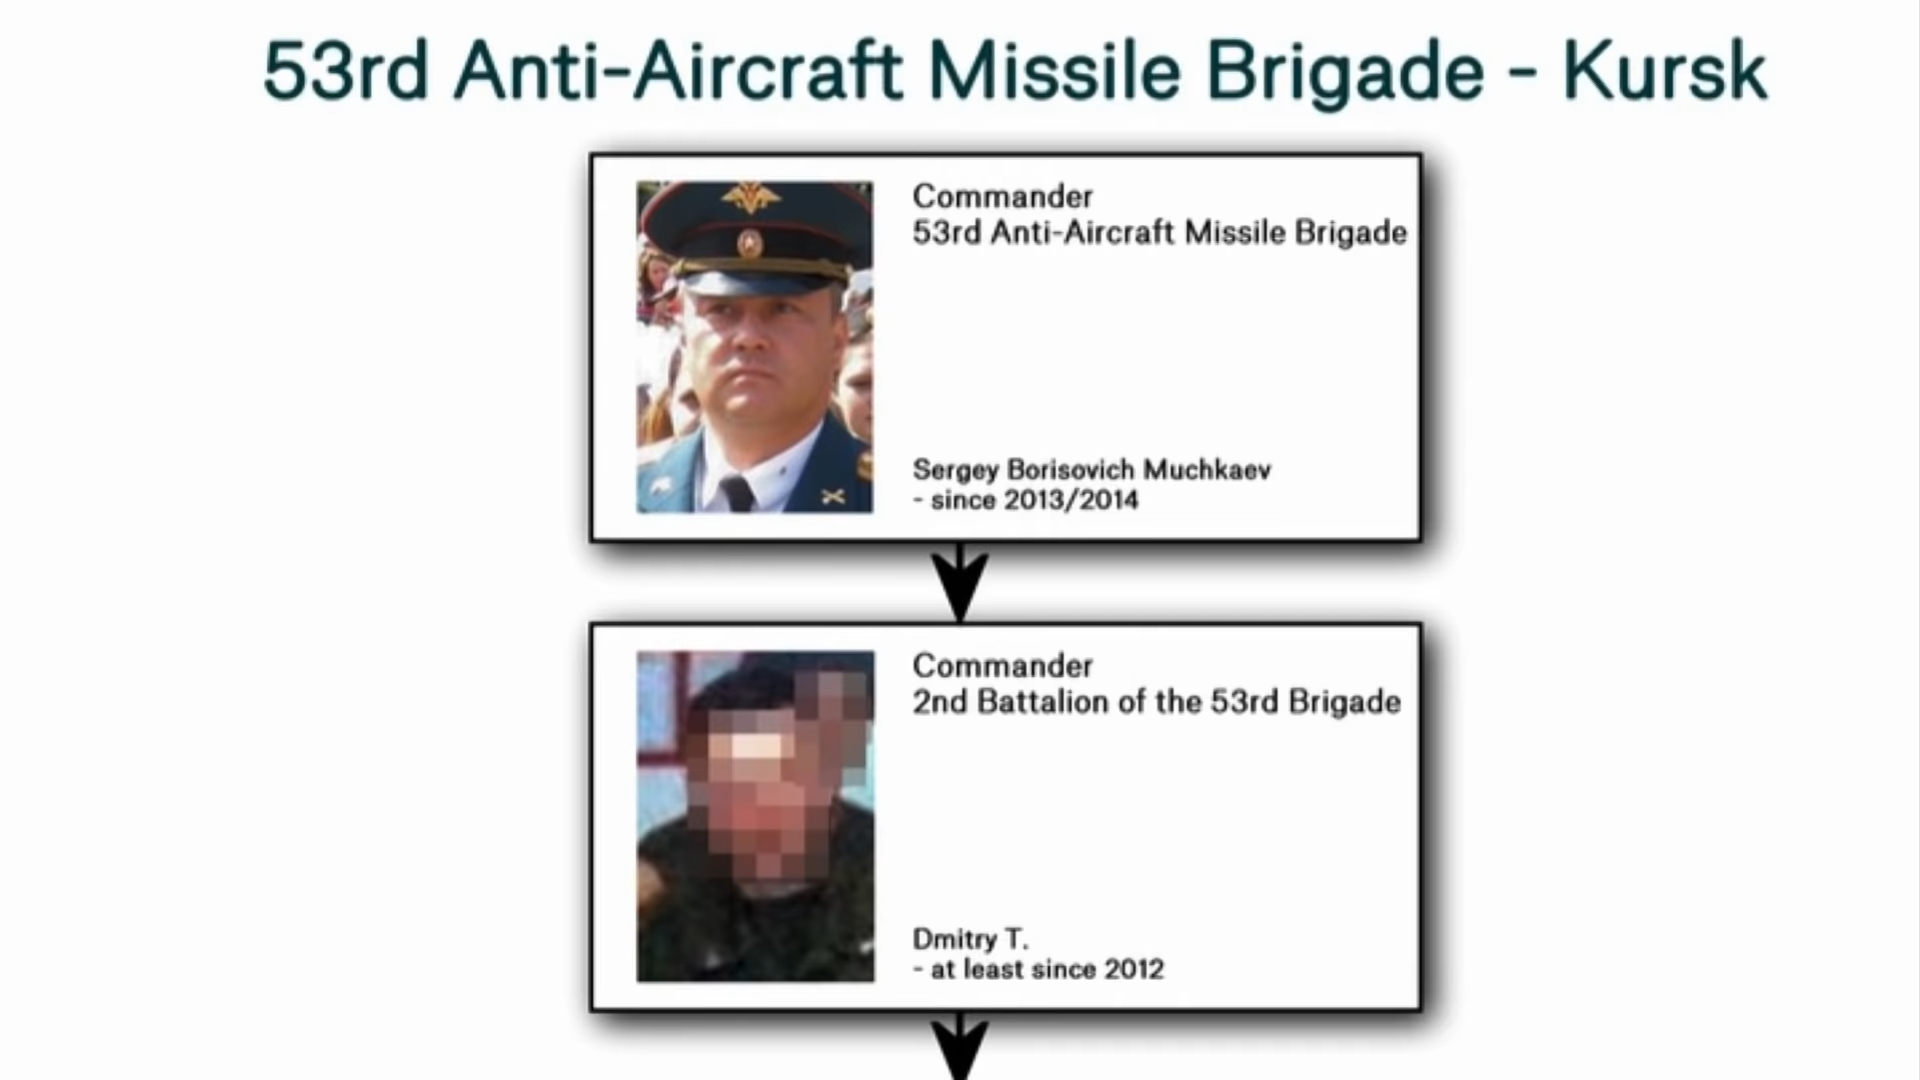 53rd Anti-Aircraft Missile Brigade - Kursk
Commander
53rd Anti-Aircraft Missile Brigade
Sergey Borisovich Muchkaev
- since 2013/2014
Commander
2nd Battalion of the 53rd Brigade
Dmitry T.
- at least since 2012